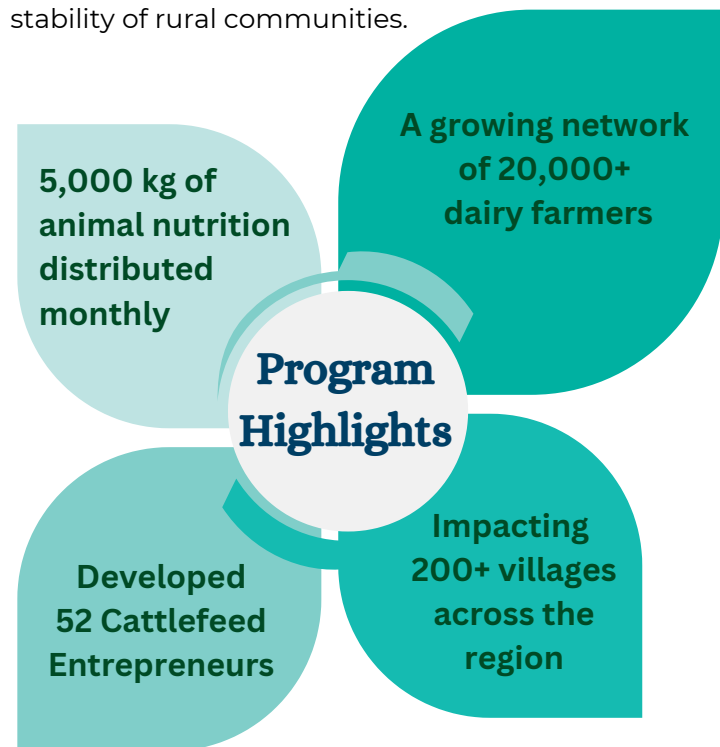 stability of rural communities.
5,000 kg of
animal nutrition
distributed
monthly
A growing network
of 20,000+
dairy farmers
Program
Highlights
Developed
52 Cattlefeed
Entrepreneurs
Impacting
200+ villages
across the
region